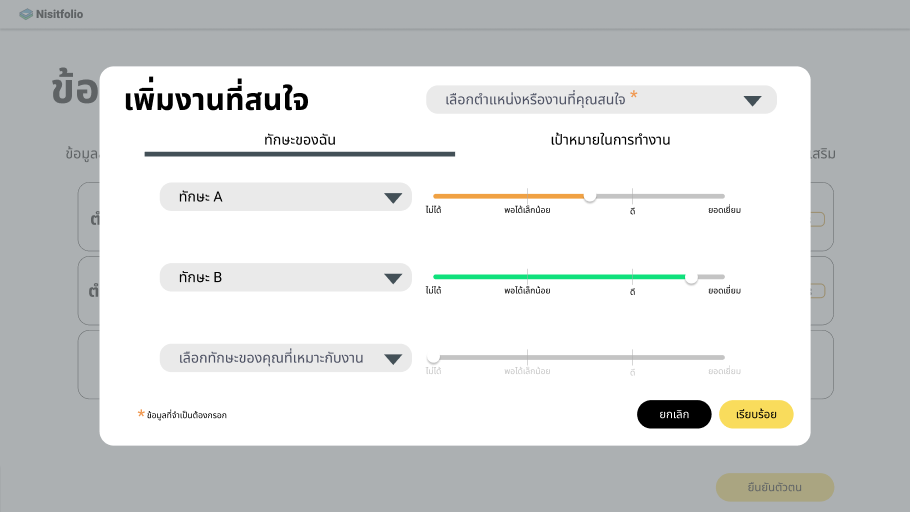 Nisitfolio
ข้อ
เพิ่มงานที่สนใจ
เลือกตำแหน่งหรืองานที่คุณสนใจ *
ทักษะของฉัน
เป้าหมายในการทำงาน
ข้อมูล
เสริม
ทักษะ A
ไม่ได้ พอได้เล็กน้อย ดี ยอดเยี่ยม
ทักษะ B
ไม่ได้ พอได้เล็กน้อย ดี ยอดเยี่ยม
เลือกทักษะของคุณที่เหมาะกับงาน
ไม่ได้ พอได้เล็กน้อย ดี ยอดเยี่ยม
* ข้อมูลที่จำเป็นต้องกรอก
ยกเลิก
เรียบร้อย
ยืนยันตัวตน